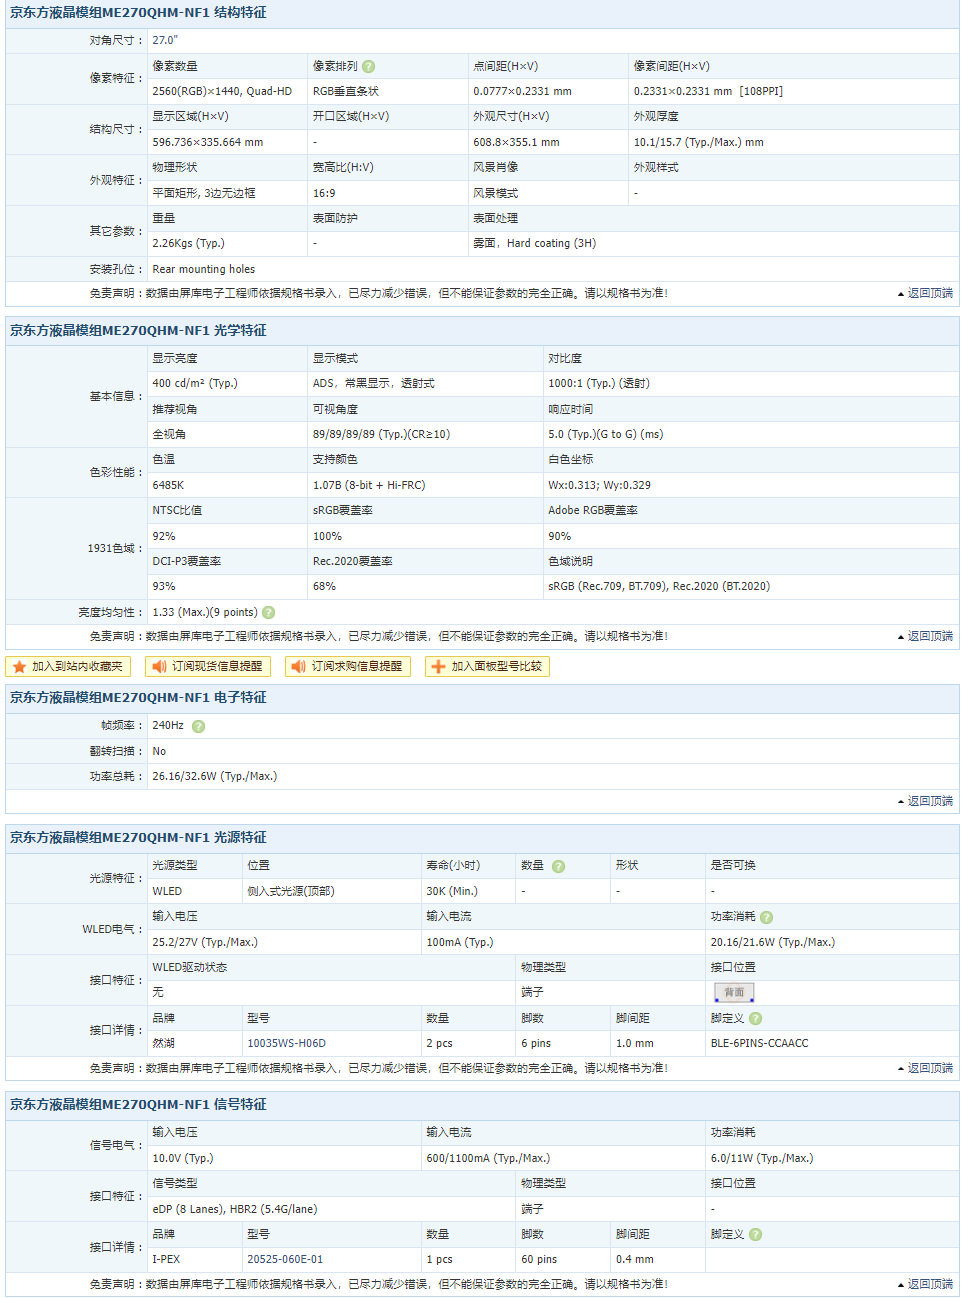 京东方液晶模组ME270QHM-NF1 结构特征
对角尺寸： 27.0"
像素特征： 像素数量 像素排列 ? 点间距(H×V) 像素间距(H×V)
2560(RGB)×1440, Quad-HD RGB垂直条状 0.0777×0.2331 mm 0.2331×0.2331 mm [108PPI]
结构尺寸： 显示区域(H×V) 开口区域(H×V) 外观尺寸(H×V) 外观厚度
596.736×335.664 mm - 608.8×355.1 mm 10.1/15.7 (Typ./Max.) mm
外观特征： 物理形状 宽高比(H:V) 风景肖像 外观样式
平面矩形, 3边无边框 16:9 风景模式 -
其它参数： 重量 表面防护 表面处理
2.26Kgs (Typ.) - 雾面，Hard coating (3H)
安装孔位： Rear mounting holes
免责声明：数据由屏库电子工程师依据规格书录入，已尽力减少错误，但不能保证参数的完全正确。请以规格书为准！ 返回顶端
京东方液晶模组ME270QHM-NF1 光学特征
基本信息： 显示亮度 显示模式 对比度
400 cd/m² (Typ.) ADS，常黑显示，透射式 1000:1 (Typ.) (透射)
推荐视角 可视角度 响应时间
全视角 89/89/89/89 (Typ.)(CR≥10) 5.0 (Typ.)(G to G) (ms)
色彩性能： 色温 支持颜色 白色坐标
6485K 1.07B (8-bit + Hi-FRC) Wx:0.313; Wy:0.329
1931色域： NTSC比值 sRGB覆盖率 Adobe RGB覆盖率
92% 100% 90%
DCI-P3覆盖率 Rec.2020覆盖率 色域说明
93% 68% sRGB (Rec.709, BT.709), Rec.2020 (BT.2020)
亮度均匀性： 1.33 (Max.)(9 points) ?
免责声明：数据由屏库电子工程师依据规格书录入，已尽力减少错误，但不能保证参数的完全正确。请以规格书为准！ 返回顶端
加入到站内收藏夹 订阅现货信息提醒 订阅求购信息提醒 加入面板型号比较
京东方液晶模组ME270QHM-NF1 电子特征
帧频率： 240Hz ?
翻转扫描： No
功率总耗： 26.16/32.6W (Typ./Max.)
返回顶端
京东方液晶模组ME270QHM-NF1 光源特征
光源特征： 光源类型 位置 寿命(小时) 数量 ? 形状 是否可换
WLED 侧入式光源(顶部) 30K (Min.) - - -
WLED电气： 输入电压 输入电流 功率消耗 ?
25.2/27V (Typ./Max.) 100mA (Typ.) 20.16/21.6W (Typ./Max.)
接口特征： WLED驱动状态 物理类型 接口位置
无 端子 背面
接口详情： 品牌 型号 数量 脚数 脚间距 脚定义 ?
然湖 10035WS-H06D 2 pcs 6 pins 1.0 mm BLE-6PINS-CCAACC
免责声明：数据由屏库电子工程师依据规格书录入，已尽力减少错误，但不能保证参数的完全正确。请以规格书为准！ 返回顶端
京东方液晶模组ME270QHM-NF1 信号特征
信号电气： 输入电压 输入电流 功率消耗
10.0V (Typ.) 600/1100mA (Typ./Max.) 6.0/11W (Typ./Max.)
接口特征： 信号类型 物理类型 接口位置
eDP (8 Lanes), HBR2 (5.4G/lane) 端子 -
接口详情： 品牌 型号 数量 脚数 脚间距 脚定义 ?
I-PEX 20525-060E-01 1 pcs 60 pins 0.4 mm
免责声明：数据由屏库电子工程师依据规格书录入，已尽力减少错误，但不能保证参数的完全正确。请以规格书为准！ 返回顶端